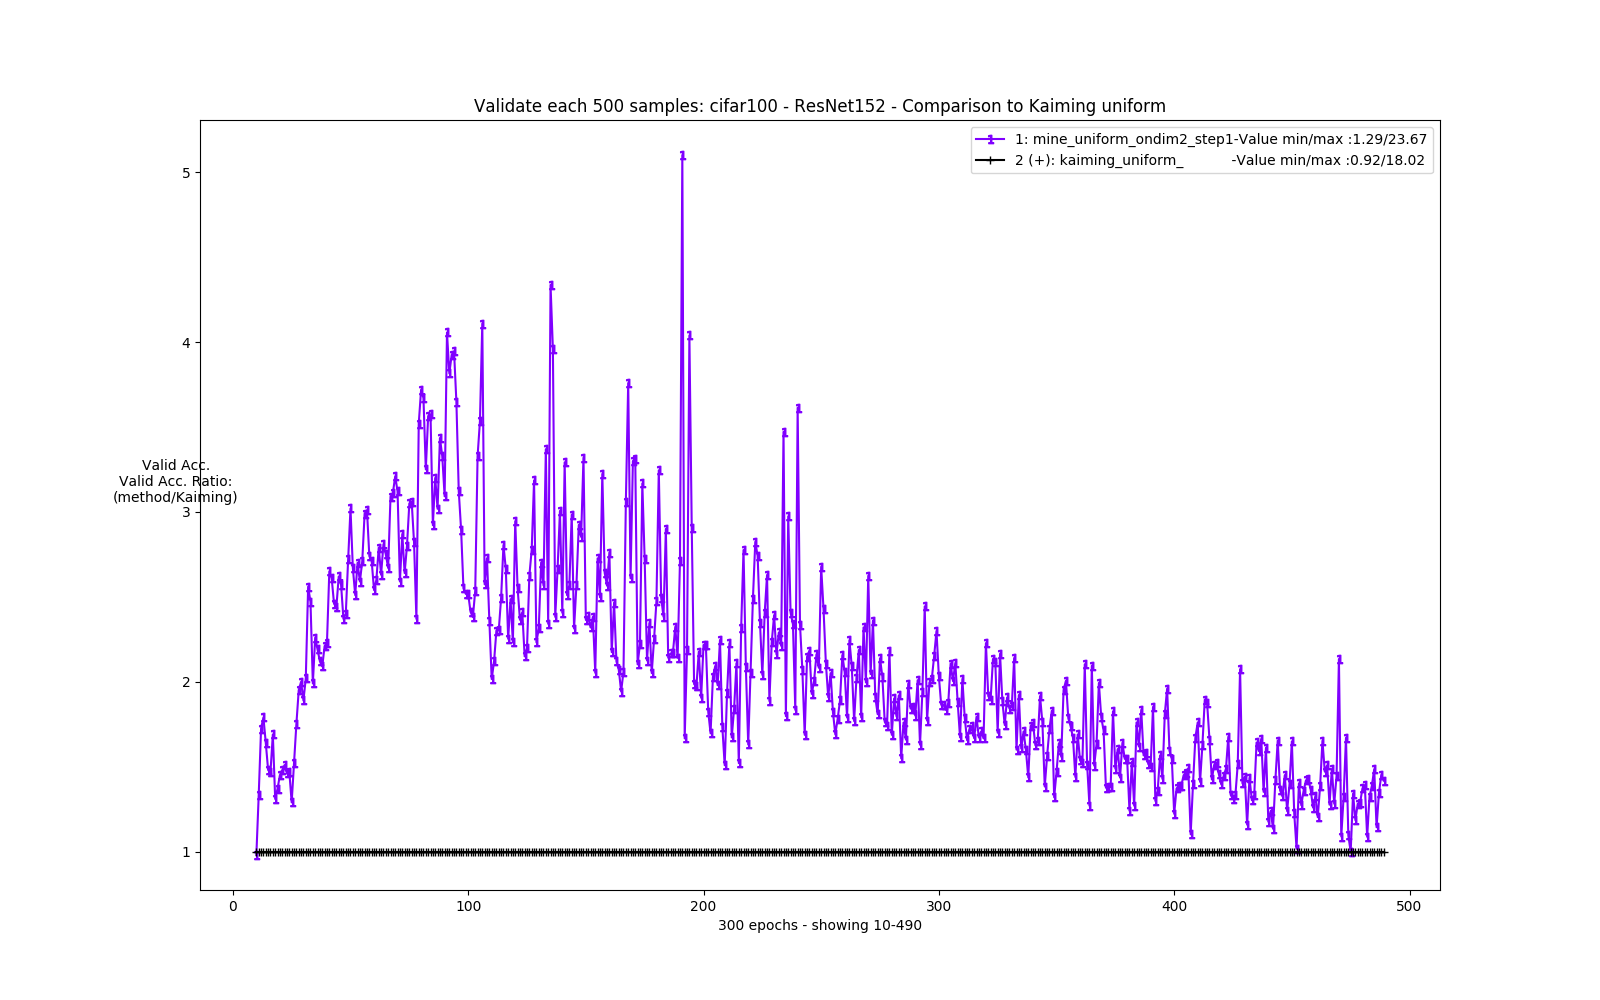 Validate each 500 samples: cifar100 - ResNet152 - Comparison to Kaiming uniform
1: mine_uniform_ondim2_step1-Value min/max :1.29/23.67
2 (+): kaiming_uniform_ -Value min/max :0.92/18.02
5
4
Valid Acc.
Valid Acc. Ratio:
(method/Kaiming)
3
2
1
0 100 200 300 400 500
300 epochs - showing 10-490